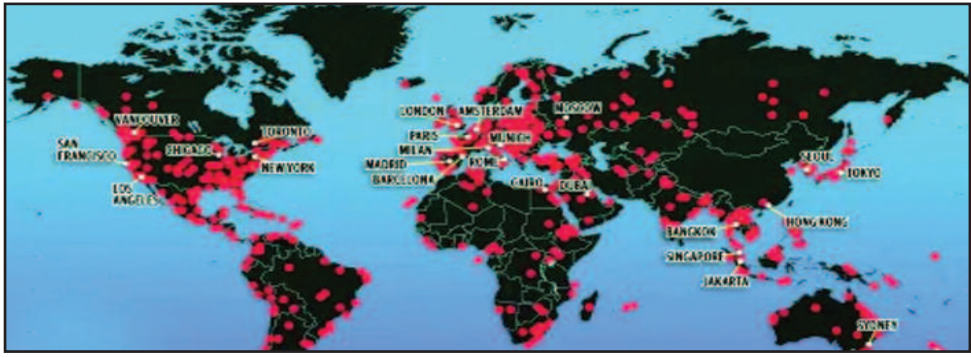 VANCOUVER
SAN
FRANCISCO
LOS
ANGELES
CHICAGO
TORONTO
NEW YORK
LONDON
AMSTERDAM
MOSCOW
PARIS
MUNICH
MILAN
MADRID
ROME
BARCELONA
CAIRO
DUBAI
SEOUL
TOKYO
HONG KONG
BANGKOK
SINGAPORE
JAKARTA
SYDNEY